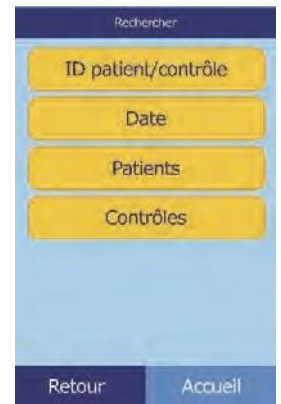 Rechercher
ID patient/contrôle
Date
Patients
Contrôles
Retour Accueil